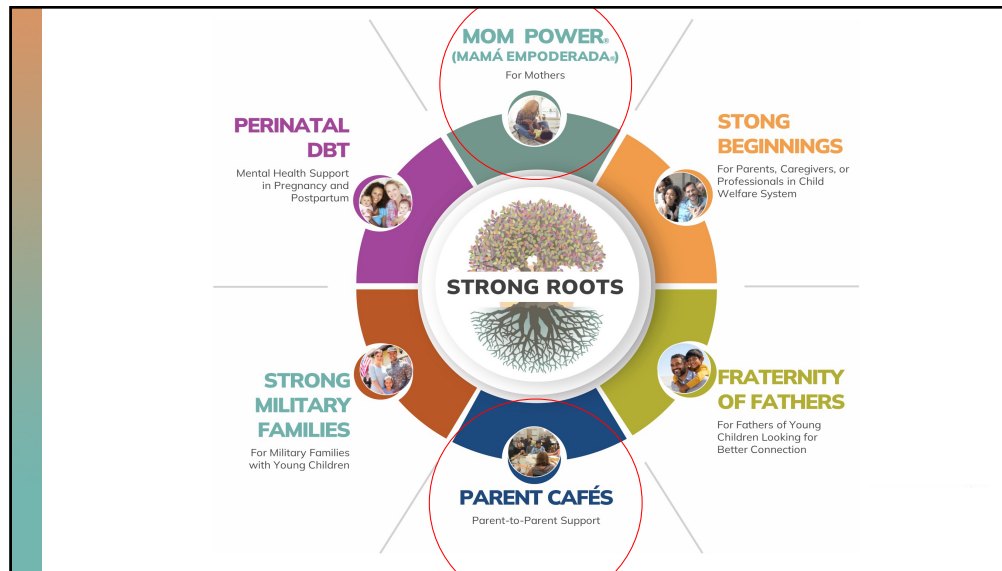 MOM POWER®
(MAMÁ EMPODERADA®)
For Mothers
PERINATAL
DBT
Mental Health Support
in Pregnancy and
Postpartum
STONG
BEGINNINGS
For Parents, Caregivers, or
Professionals in Child
Welfare System
STRONG ROOTS
STRONG
MILITARY
FAMILIES
For Military Families
with Young Children
FRATERNITY
OF FATHERS
For Fathers of Young
Children Looking for
Better Connection
PARENT CAFÉS
Parent-to-Parent Support